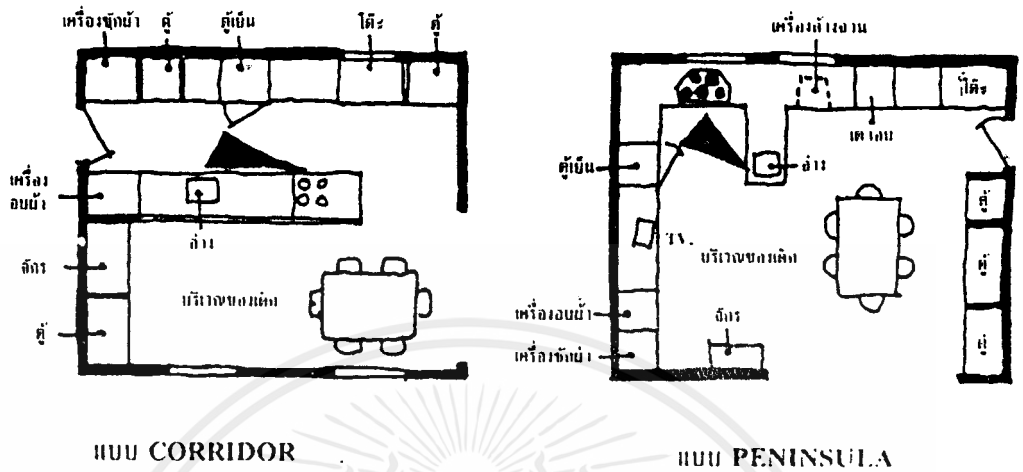 เครื่องซักผ้า ตู้ ตู้เย็น โต๊ะ ตู้
เครื่องอบผ้า
อ่าง
จักร
บริเวณของเด็ก
ตู้
แบบ CORRIDOR
เครื่องล้างจาน
โต๊ะ
เตาอบ
ตู้เย็น
อ่าง
ตู้
TV.
บริเวณของเด็ก
ตู้
เครื่องอบผ้า
จักร
ตู้
เครื่องซักผ้า
แบบ PENINSULA